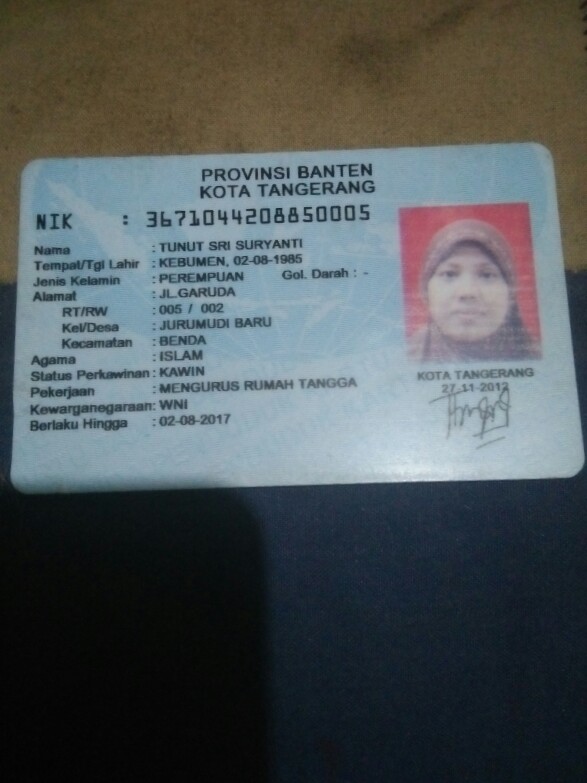 PROVINSI BANTEN
KOTA TANGERANG
NIK : 3671044208850005
Nama : TUNUT SRI SURYANTI
Tempat/Tgl Lahir : KEBUMEN, 02-08-1985
Jenis Kelamin : PEREMPUAN Gol. Darah : -
Alamat : JL.GARUDA
RT/RW : 005 / 002
Kel/Desa : JURUMUDI BARU
Kecamatan : BENDA
Agama : ISLAM
Status Perkawinan: KAWIN
Pekerjaan : MENGURUS RUMAH TANGGA
Kewarganegaraan: WNI
Berlaku Hingga : 02-08-2017
KOTA TANGERANG
27-11-2012